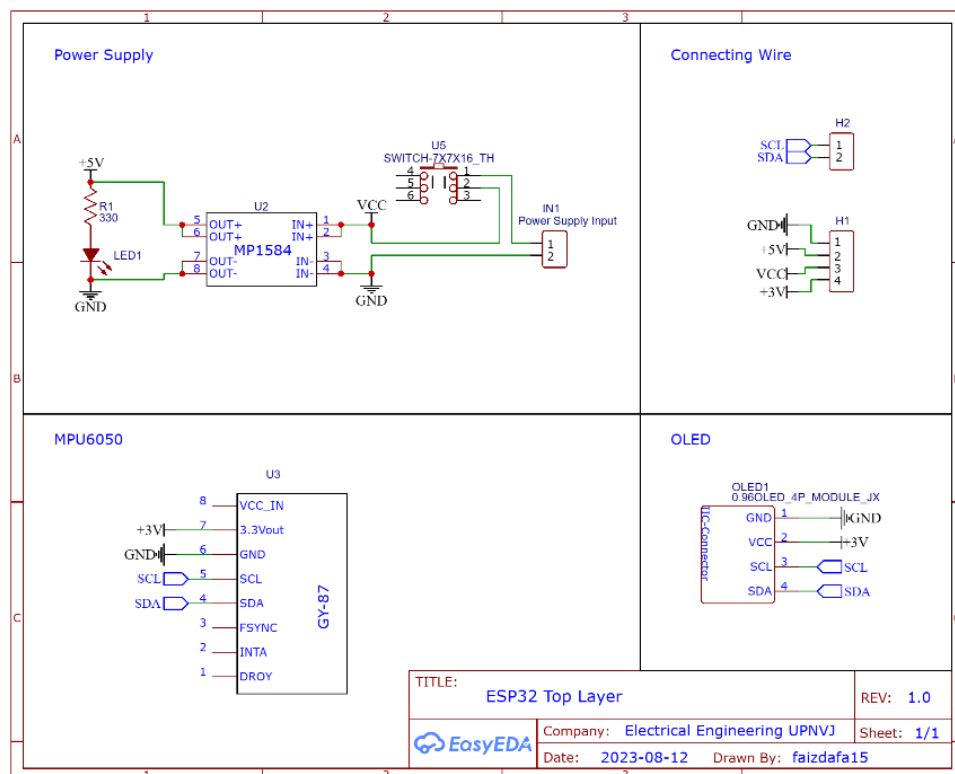 1 2 3
A
B
C
Power Supply
+5V
R1
330
LED1
GND
U2
MP1584
5 OUT+ IN+ 1
6 OUT+ IN+ 2
7 OUT- IN- 3
8 OUT- IN- 4
VCC
GND
U5
SWITCH-7X7X16_TH
4 1
5 2
6 3
IN1
Power Supply Input
1
2
Connecting Wire
H2
SCL 1
SDA 2
H1
GND 1
+5V 2
VCC 3
+3V 4
MPU6050
U3
8 VCC_IN
+3V 7 3.3Vout
GND 6 GND
SCL 5 SCL
SDA 4 SDA
3 FSYNC
2 INTA
1 DROY
GY-87
OLED
OLED1
0.96OLED_4P_MODULE_JX
IIC-Connector
GND 1 GND
VCC 2 +3V
SCL 3 SCL
SDA 4 SDA
TITLE:
ESP32 Top Layer
REV: 1.0
EasyEDA
Company: Electrical Engineering UPNVJ
Sheet: 1/1
Date: 2023-08-12 Drawn By: faizdafa15